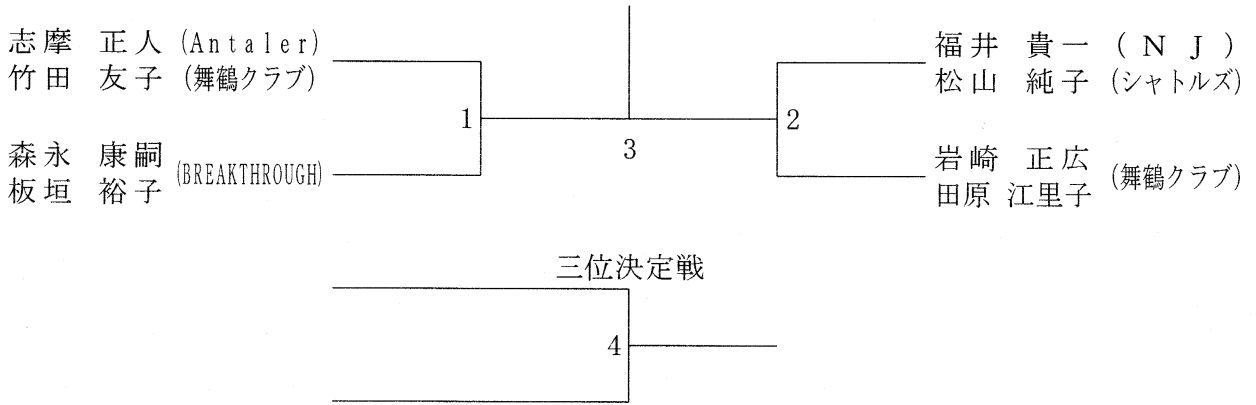 志摩 正人 (Antaler)
竹田 友子 (舞鶴クラブ)
1
森永 康嗣
板垣 裕子
(BREAKTHROUGH)
3
福井 貴一 (NJ)
松山 純子 (シャトルズ)
2
岩崎 正広
田原 江里子
(舞鶴クラブ)
三位決定戦
4